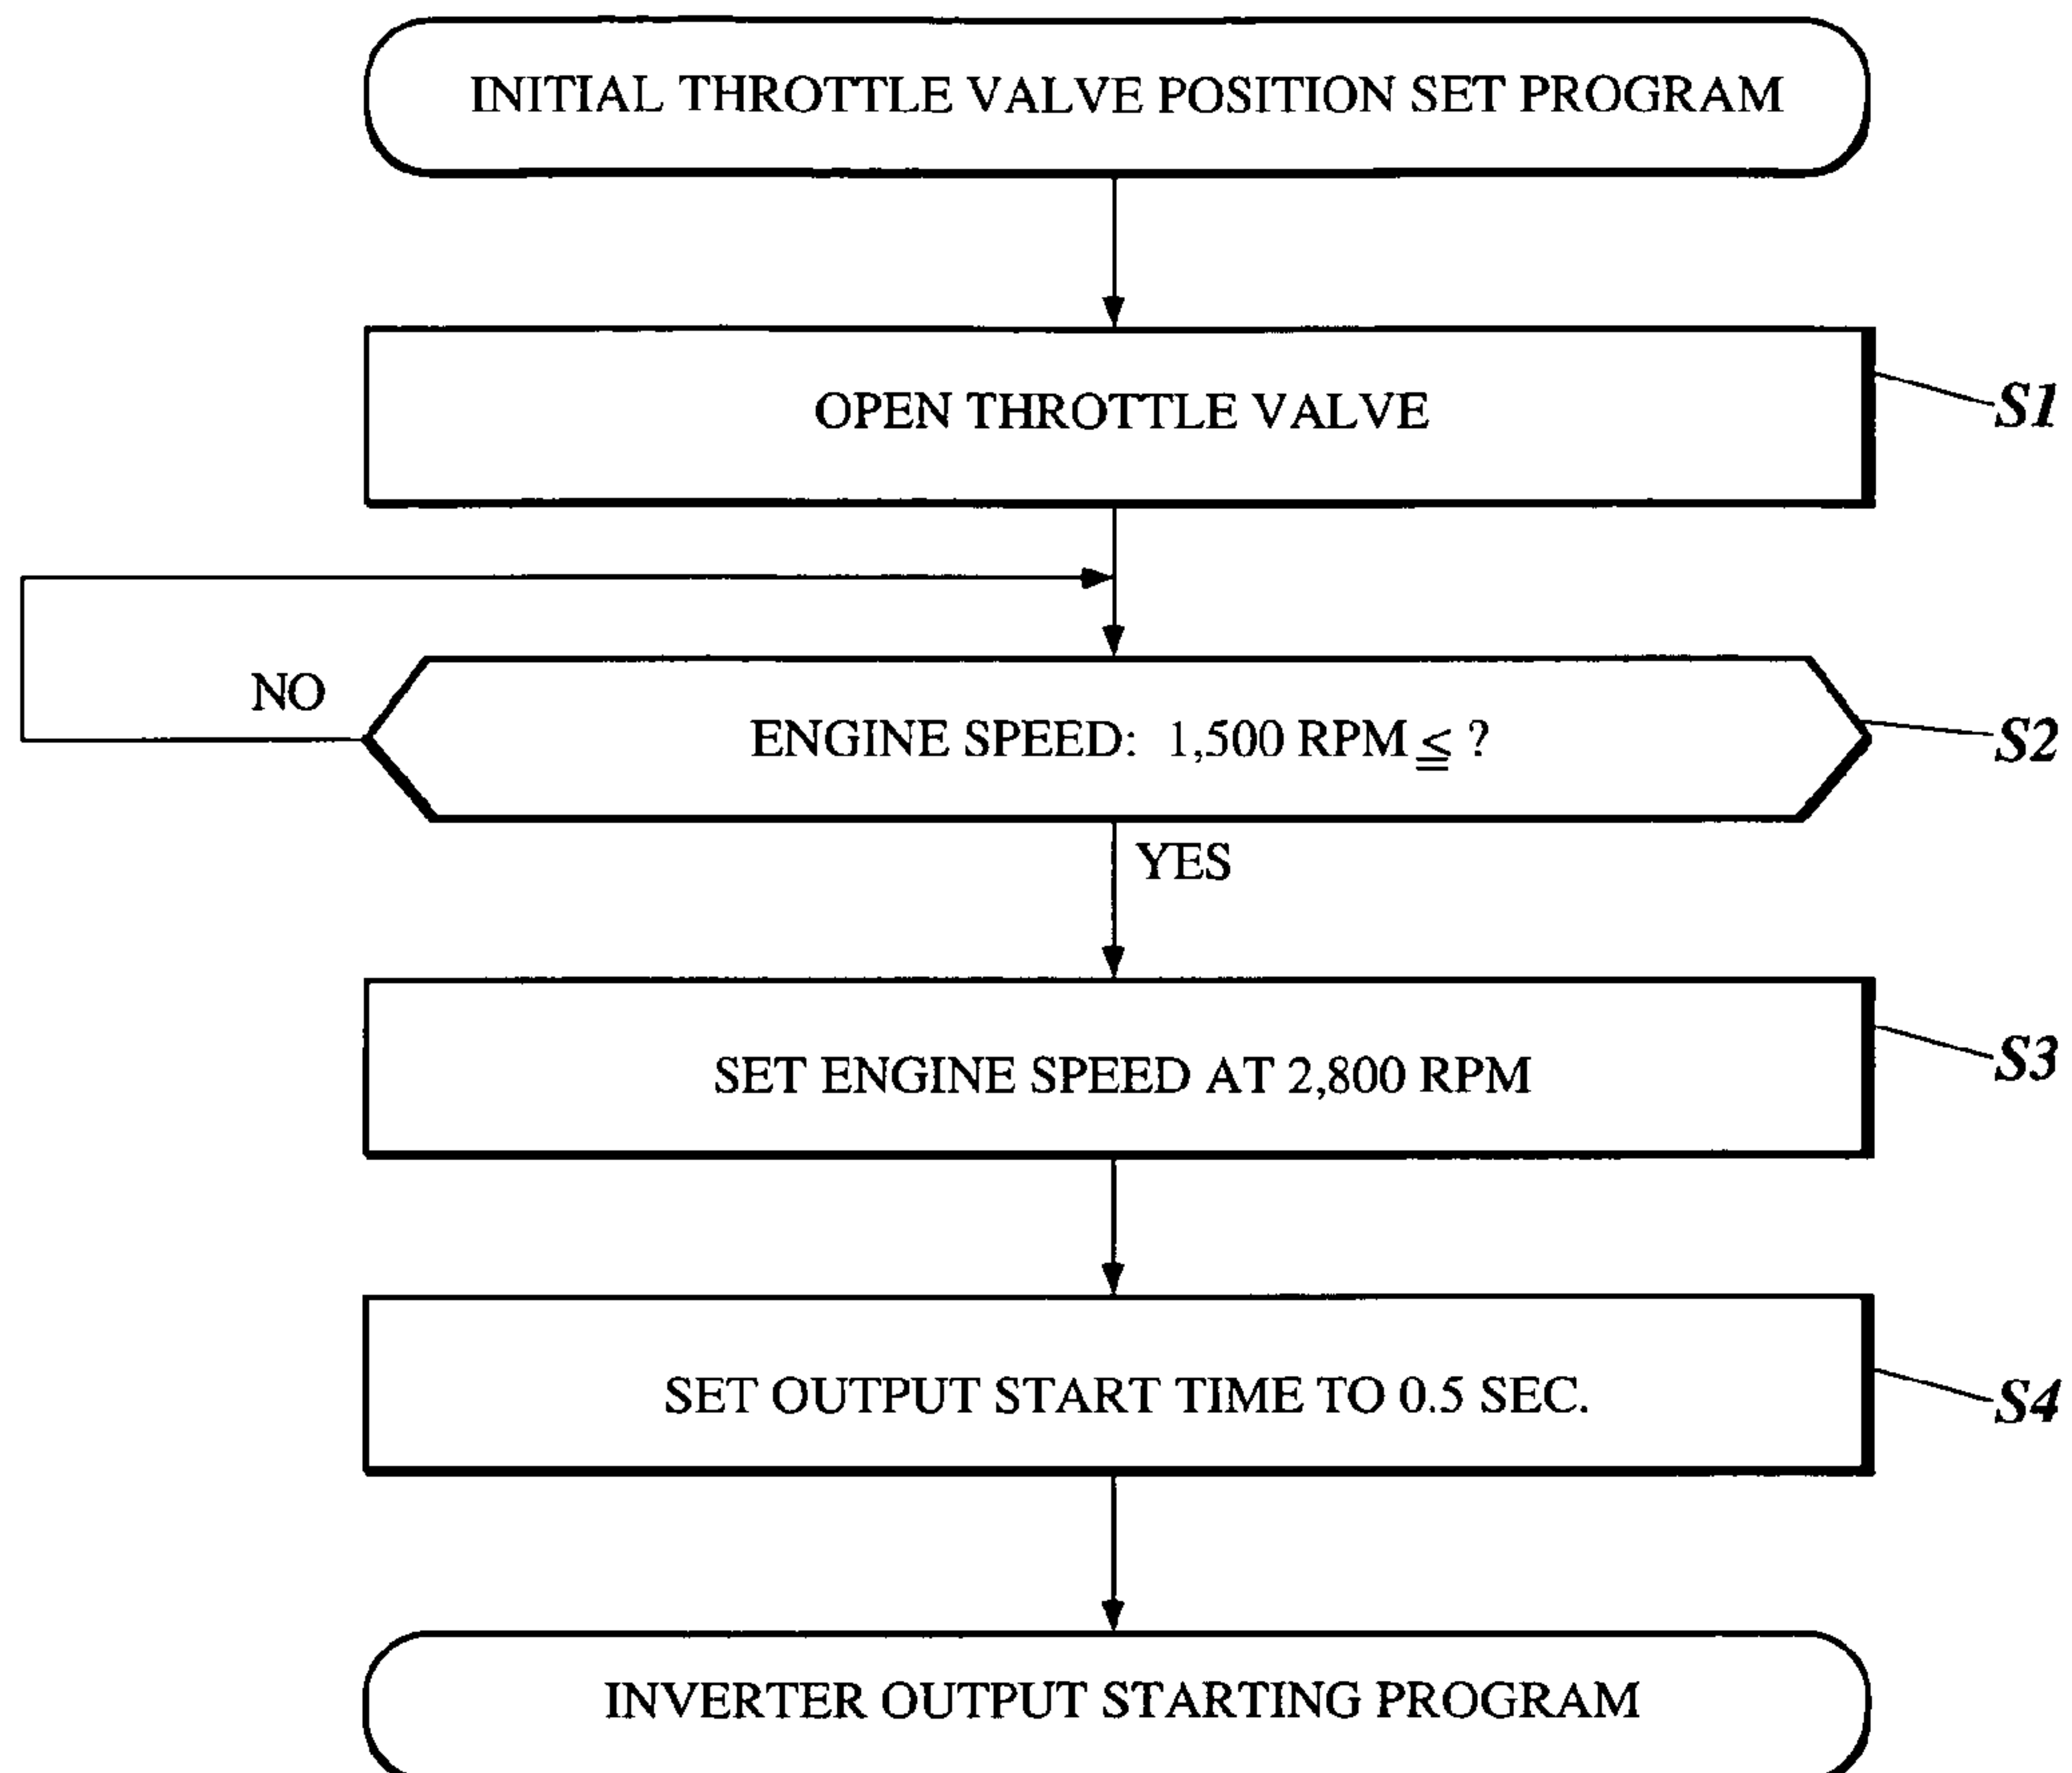 INITIAL THROTTLE VALVE POSITION SET PROGRAM
OPEN THROTTLE VALVE
S1
NO
ENGINE SPEED: 1,500 RPM ≦ ?
S2
YES
SET ENGINE SPEED AT 2,800 RPM
S3
SET OUTPUT START TIME TO 0.5 SEC.
S4
INVERTER OUTPUT STARTING PROGRAM